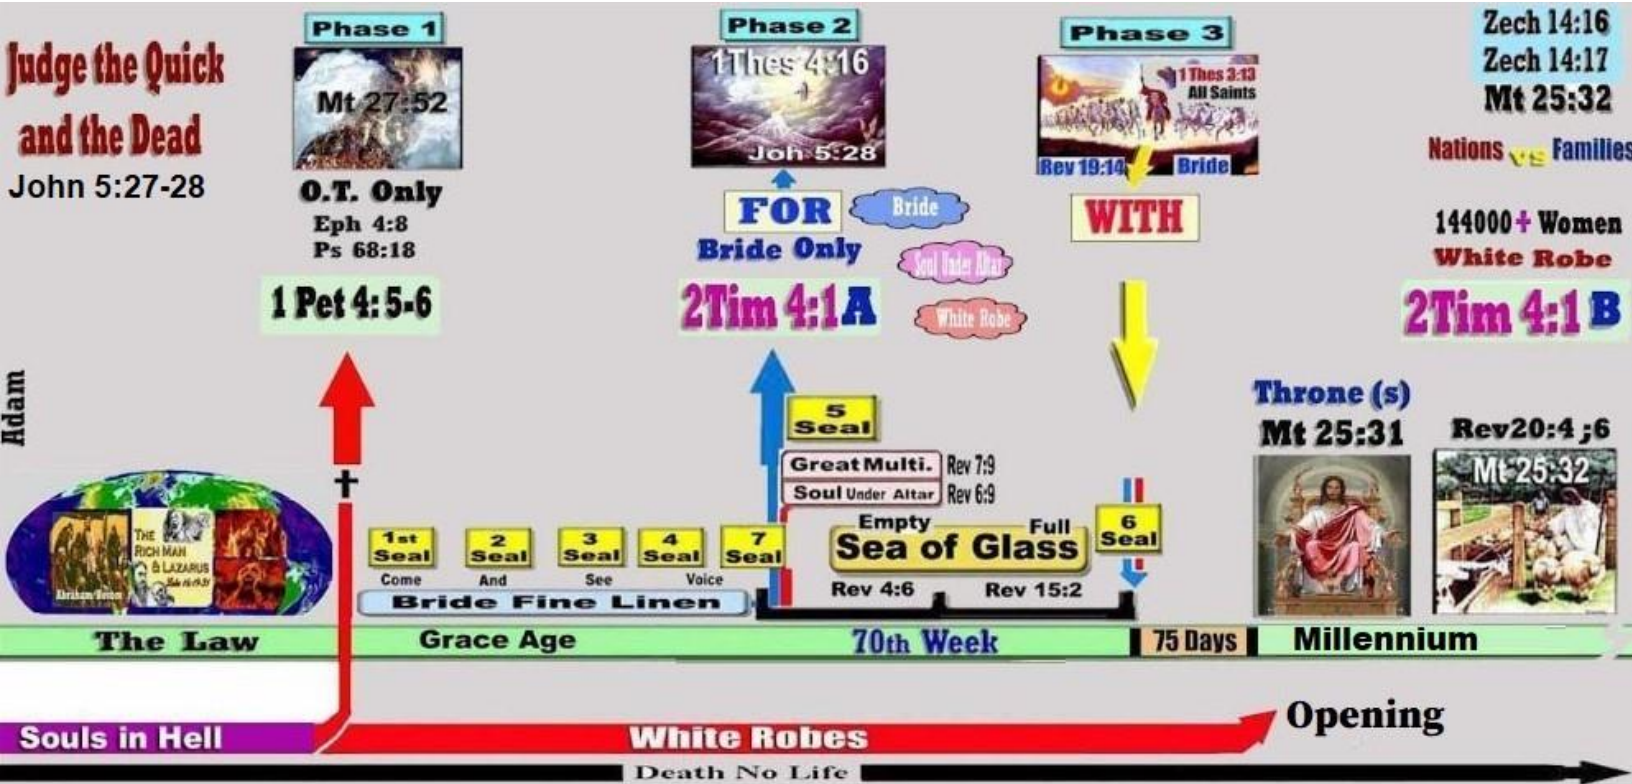 Judge the Quick
and the Dead
John 5:27-28
Adam
Phase 1
Mt 27:52
O.T. Only
Eph 4:8
Ps 68:18
1 Pet 4: 5-6
Phase 2
1Thes 4:16
Joh 5:28
FOR
Bride Only
2Tim 4:1A
Bride
Soul Under Altar
White Robe
Phase 3
1 Thes 3:13
All Saints
Rev 19:14
Bride
WITH
Zech 14:16
Zech 14:17
Mt 25:32
Nations vs Families
144000+ Women
White Robe
2Tim 4:1 B
Throne (s)
Mt 25:31
Rev20:4 ;6
Mt 25:32
5
Seal
Great Multi. Rev 7:9
Soul Under Altar Rev 6:9
Abraham/Bosom
THE
RICH MAN
& LAZARUS
1st
Seal
2
Seal
3
Seal
4
Seal
7
Seal
Come And See Voice
Bride Fine Linen
Empty Full
Sea of Glass
Rev 4:6 Rev 15:2
6
Seal
The Law
Grace Age
70th Week
75 Days
Millennium
Souls in Hell
White Robes
Opening
Death No Life